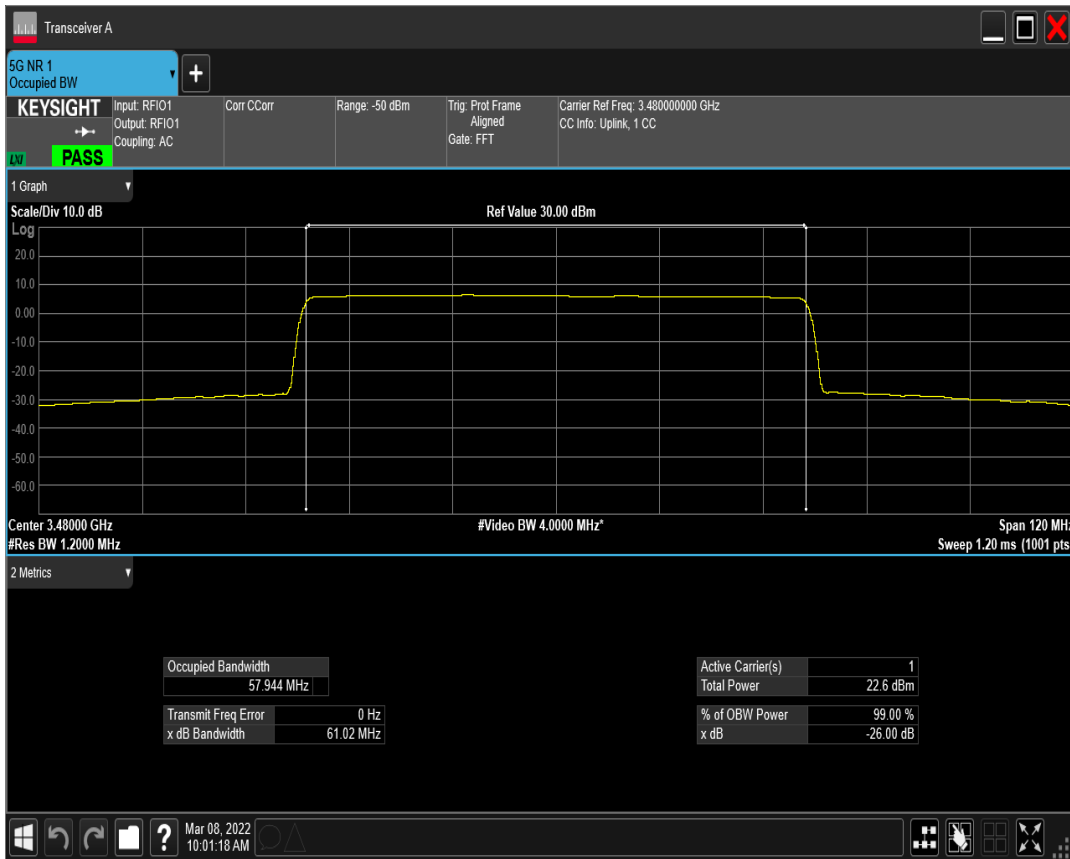 Transceiver A
5G NR 1
Occupied BW
+
KEYSIGHT
LXI
PASS
Input: RFIO1
Output: RFIO1
Coupling: AC
Corr CCorr
Range: -50 dBm
Trig: Prot Frame
Aligned
Gate: FFT
Carrier Ref Freq: 3.480000000 GHz
CC Info: Uplink, 1 CC
1 Graph
Scale/Div 10.0 dB
Ref Value 30.00 dBm
Log
20.0
10.0
0.00
-10.0
-20.0
-30.0
-40.0
-50.0
-60.0
Center 3.48000 GHz
#Video BW 4.0000 MHz*
Span 120 MHz
#Res BW 1.2000 MHz
Sweep 1.20 ms (1001 pts
2 Metrics
Occupied Bandwidth
57.944 MHz
Transmit Freq Error 0 Hz
x dB Bandwidth 61.02 MHz
Active Carrier(s) 1
Total Power 22.6 dBm
% of OBW Power 99.00 %
x dB -26.00 dB
?
Mar 08, 2022
10:01:18 AM